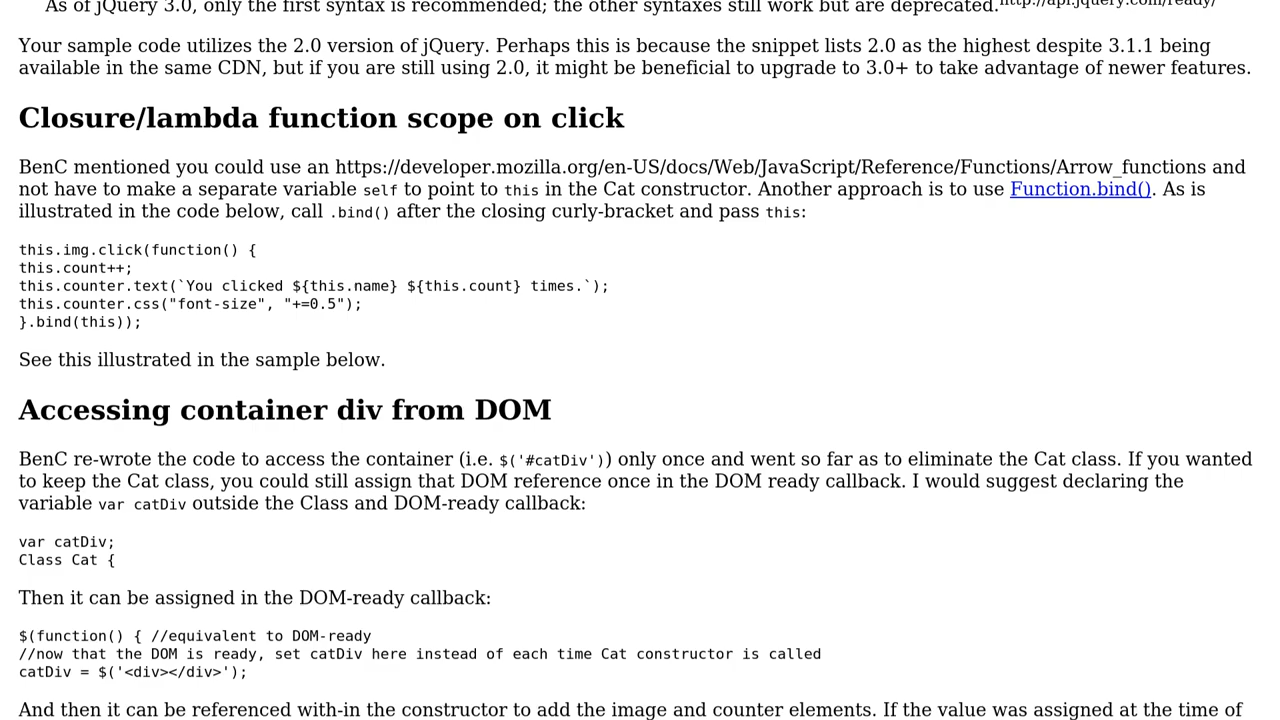 As of jQuery 3.0, only the first syntax is recommended; the other syntaxes still work but are deprecated.http://api.jquery.com/ready/
Your sample code utilizes the 2.0 version of jQuery. Perhaps this is because the snippet lists 2.0 as the highest despite 3.1.1 being
available in the same CDN, but if you are still using 2.0, it might be beneficial to upgrade to 3.0+ to take advantage of newer features.
Closure/lambda function scope on click
BenC mentioned you could use an https://developer.mozilla.org/en-US/docs/Web/JavaScript/Reference/Functions/Arrow_functions and
not have to make a separate variable self to point to this in the Cat constructor. Another approach is to use Function.bind(). As is
illustrated in the code below, call .bind() after the closing curly-bracket and pass this:
this.img.click(function() {
this.count++;
this.counter.text(`You clicked ${this.name} ${this.count} times.`);
this.counter.css("font-size", "+=0.5");
}.bind(this));
See this illustrated in the sample below.
Accessing container div from DOM
BenC re-wrote the code to access the container (i.e. $('#catDiv')) only once and went so far as to eliminate the Cat class. If you wanted
to keep the Cat class, you could still assign that DOM reference once in the DOM ready callback. I would suggest declaring the
variable var catDiv outside the Class and DOM-ready callback:
var catDiv;
Class Cat {
Then it can be assigned in the DOM-ready callback:
$(function() { //equivalent to DOM-ready
//now that the DOM is ready, set catDiv here instead of each time Cat constructor is called
catDiv = $('<div></div>');
And then it can be referenced with-in the constructor to add the image and counter elements. If the value was assigned at the time of